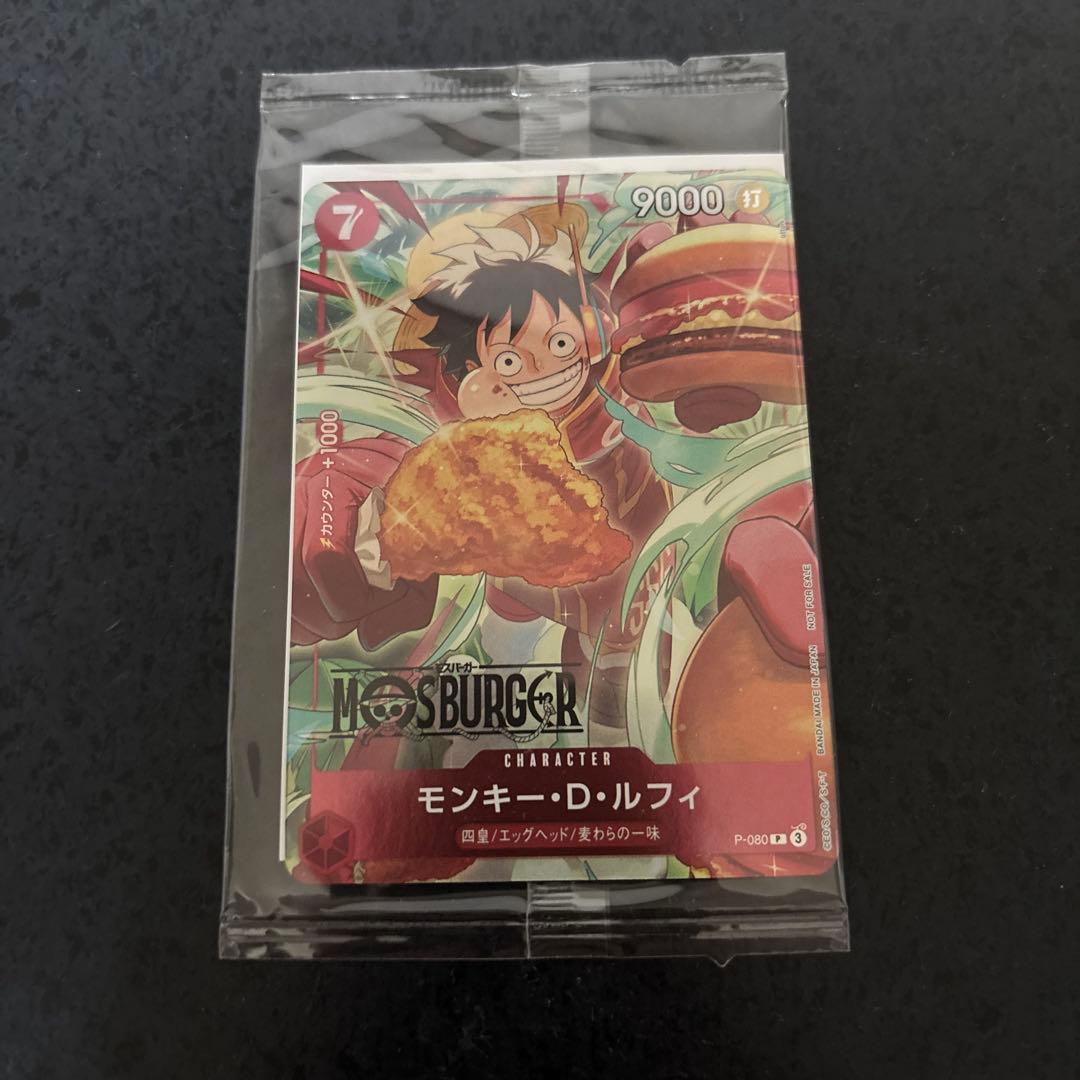 7
9000 打
カウンター +1000
モスバーガー
MOSBURGER
CHARACTER
モンキー・D・ルフィ
四皇/エッグヘッド/麦わらの一味
P-080 P 3
©E.O/S.CO./S・F・T BANDAI MADE IN JAPAN NOT FOR SALE